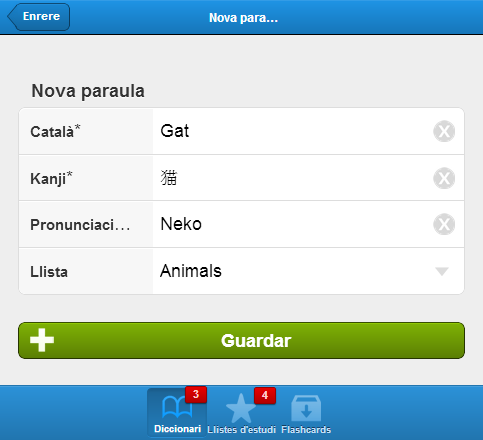 Enrere
Nova para...
Nova paraula
Català*
Gat
Kanji*
猫
Pronunciaci...
Neko
Llista
Animals
Guardar
3
4
Diccionari
Llistes d'estudi
Flashcards